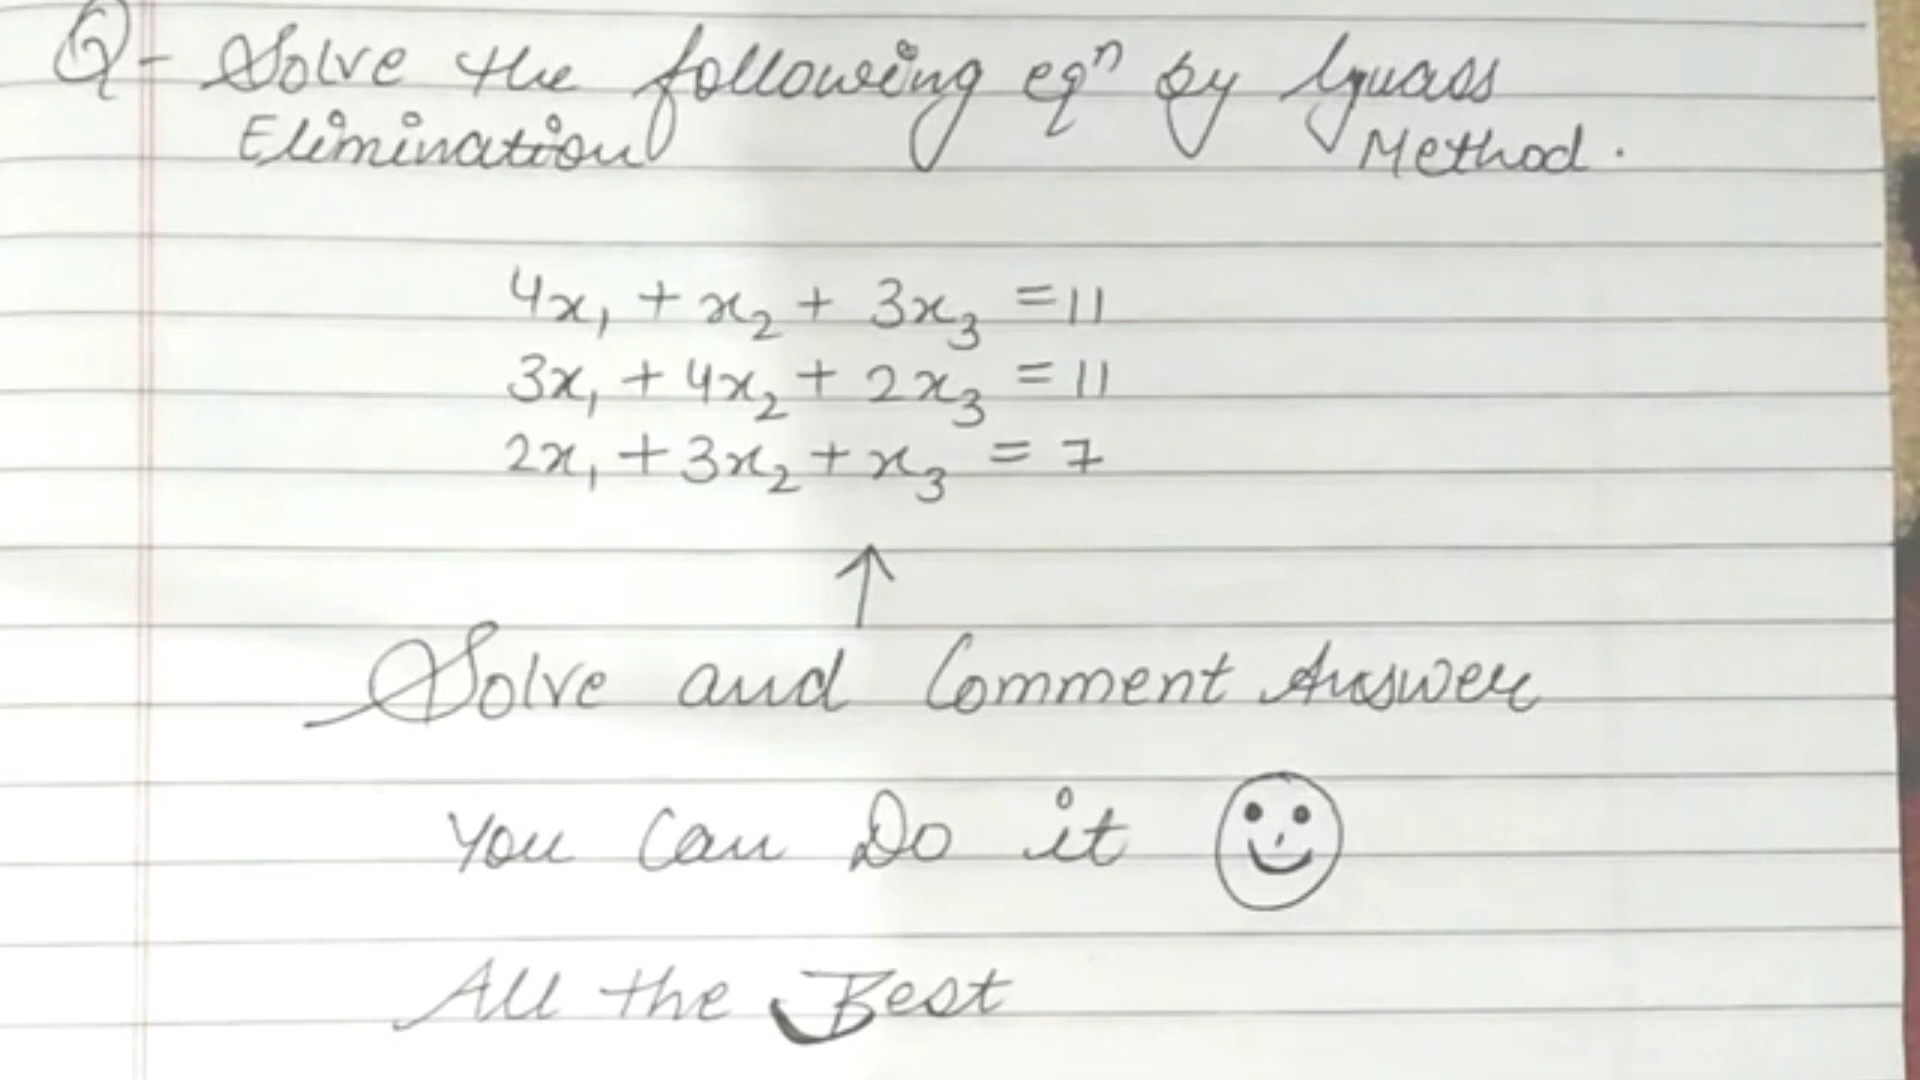 Q- Solve the following eqⁿ by Guass
Elimination Method.
4x₁ + x₂ + 3x₃ = 11
3x₁ + 4x₂ + 2x₃ = 11
2x₁ + 3x₂ + x₃ = 7
↑
Solve and Comment Answer
You Can Do it
All the Best